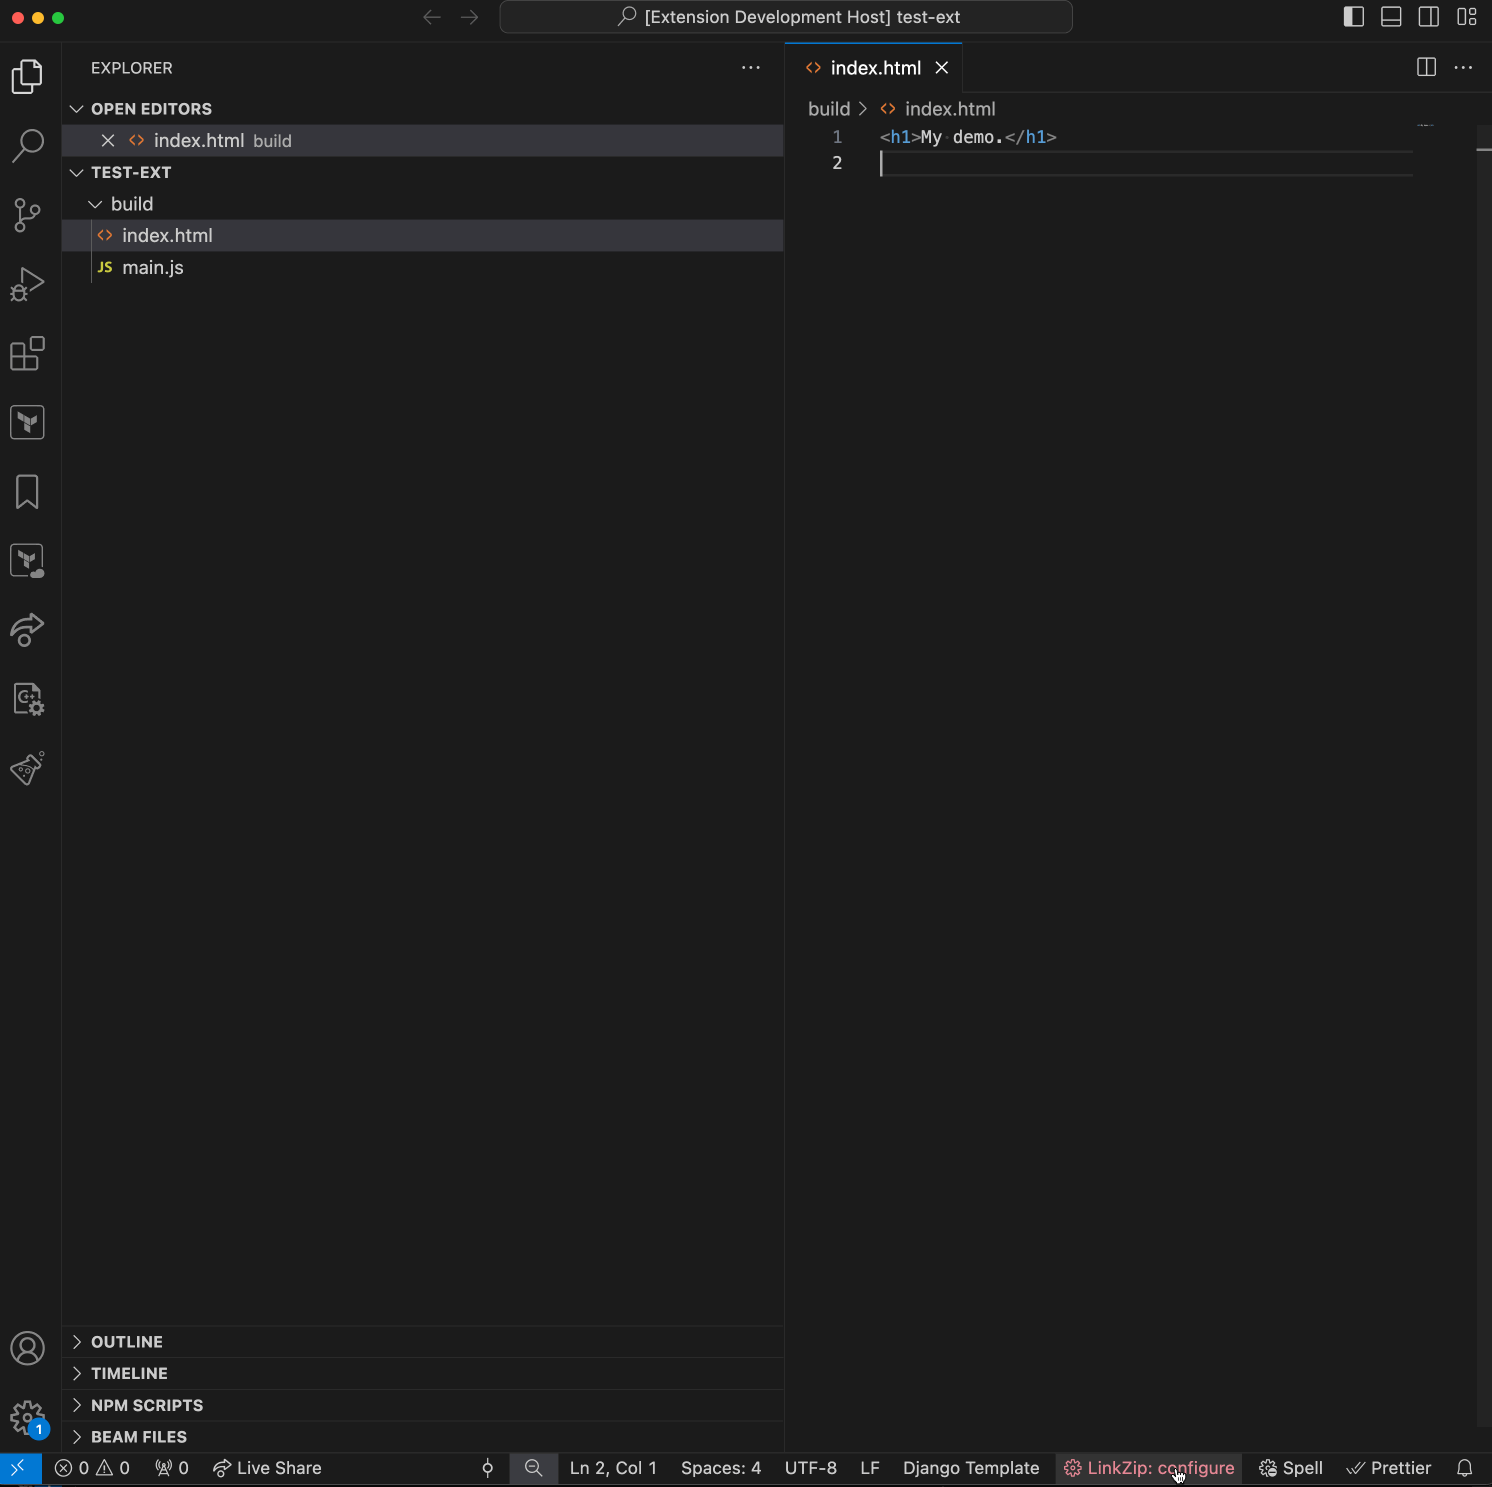 [Extension Development Host] test-ext
EXPLORER
OPEN EDITORS
index.html build
TEST-EXT
build
index.html
JS main.js
index.html
build > index.html
1 <h1>My demo.</h1>
2
OUTLINE
TIMELINE
NPM SCRIPTS
BEAM FILES
1
0 0 0 Live Share Ln 2, Col 1 Spaces: 4 UTF-8 LF Django Template LinkZip: configure Spell Prettier